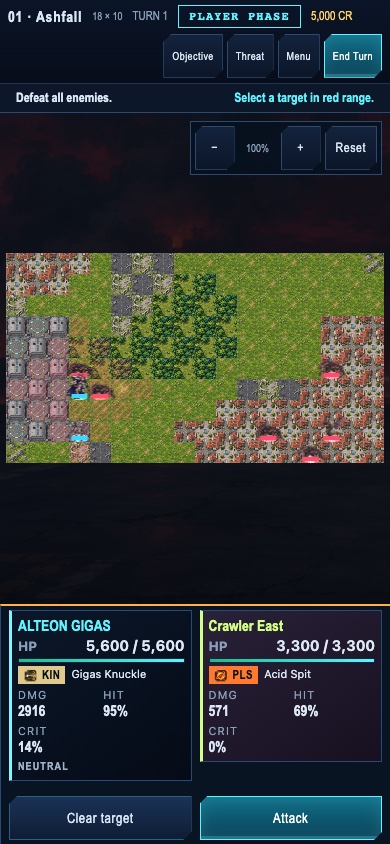 01 · Ashfall 18 × 10 TURN 1 PLAYER PHASE 5,000 CR
Objective Threat Menu End Turn
Defeat all enemies. Select a target in red range.
− 100% + Reset
ALTEON GIGAS
HP 5,600 / 5,600
KIN Gigas Knuckle
DMG HIT
2916 95%
CRIT
14%
NEUTRAL
Crawler East
HP 3,300 / 3,300
PLS Acid Spit
DMG HIT
571 69%
CRIT
0%
Clear target Attack